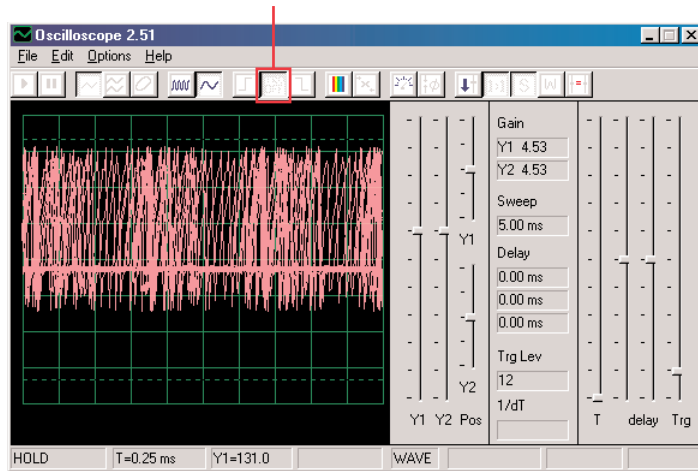 Oscilloscope 2.51
File Edit Options Help
Gain
Y1 4.53
Y2 4.53
Sweep
5.00 ms
Y1
Delay
0.00 ms
0.00 ms
0.00 ms
Trg Lev
12
Y2
1/dT
Y1 Y2 Pos
T delay Trg
HOLD T=0.25 ms Y1=131.0 WAVE